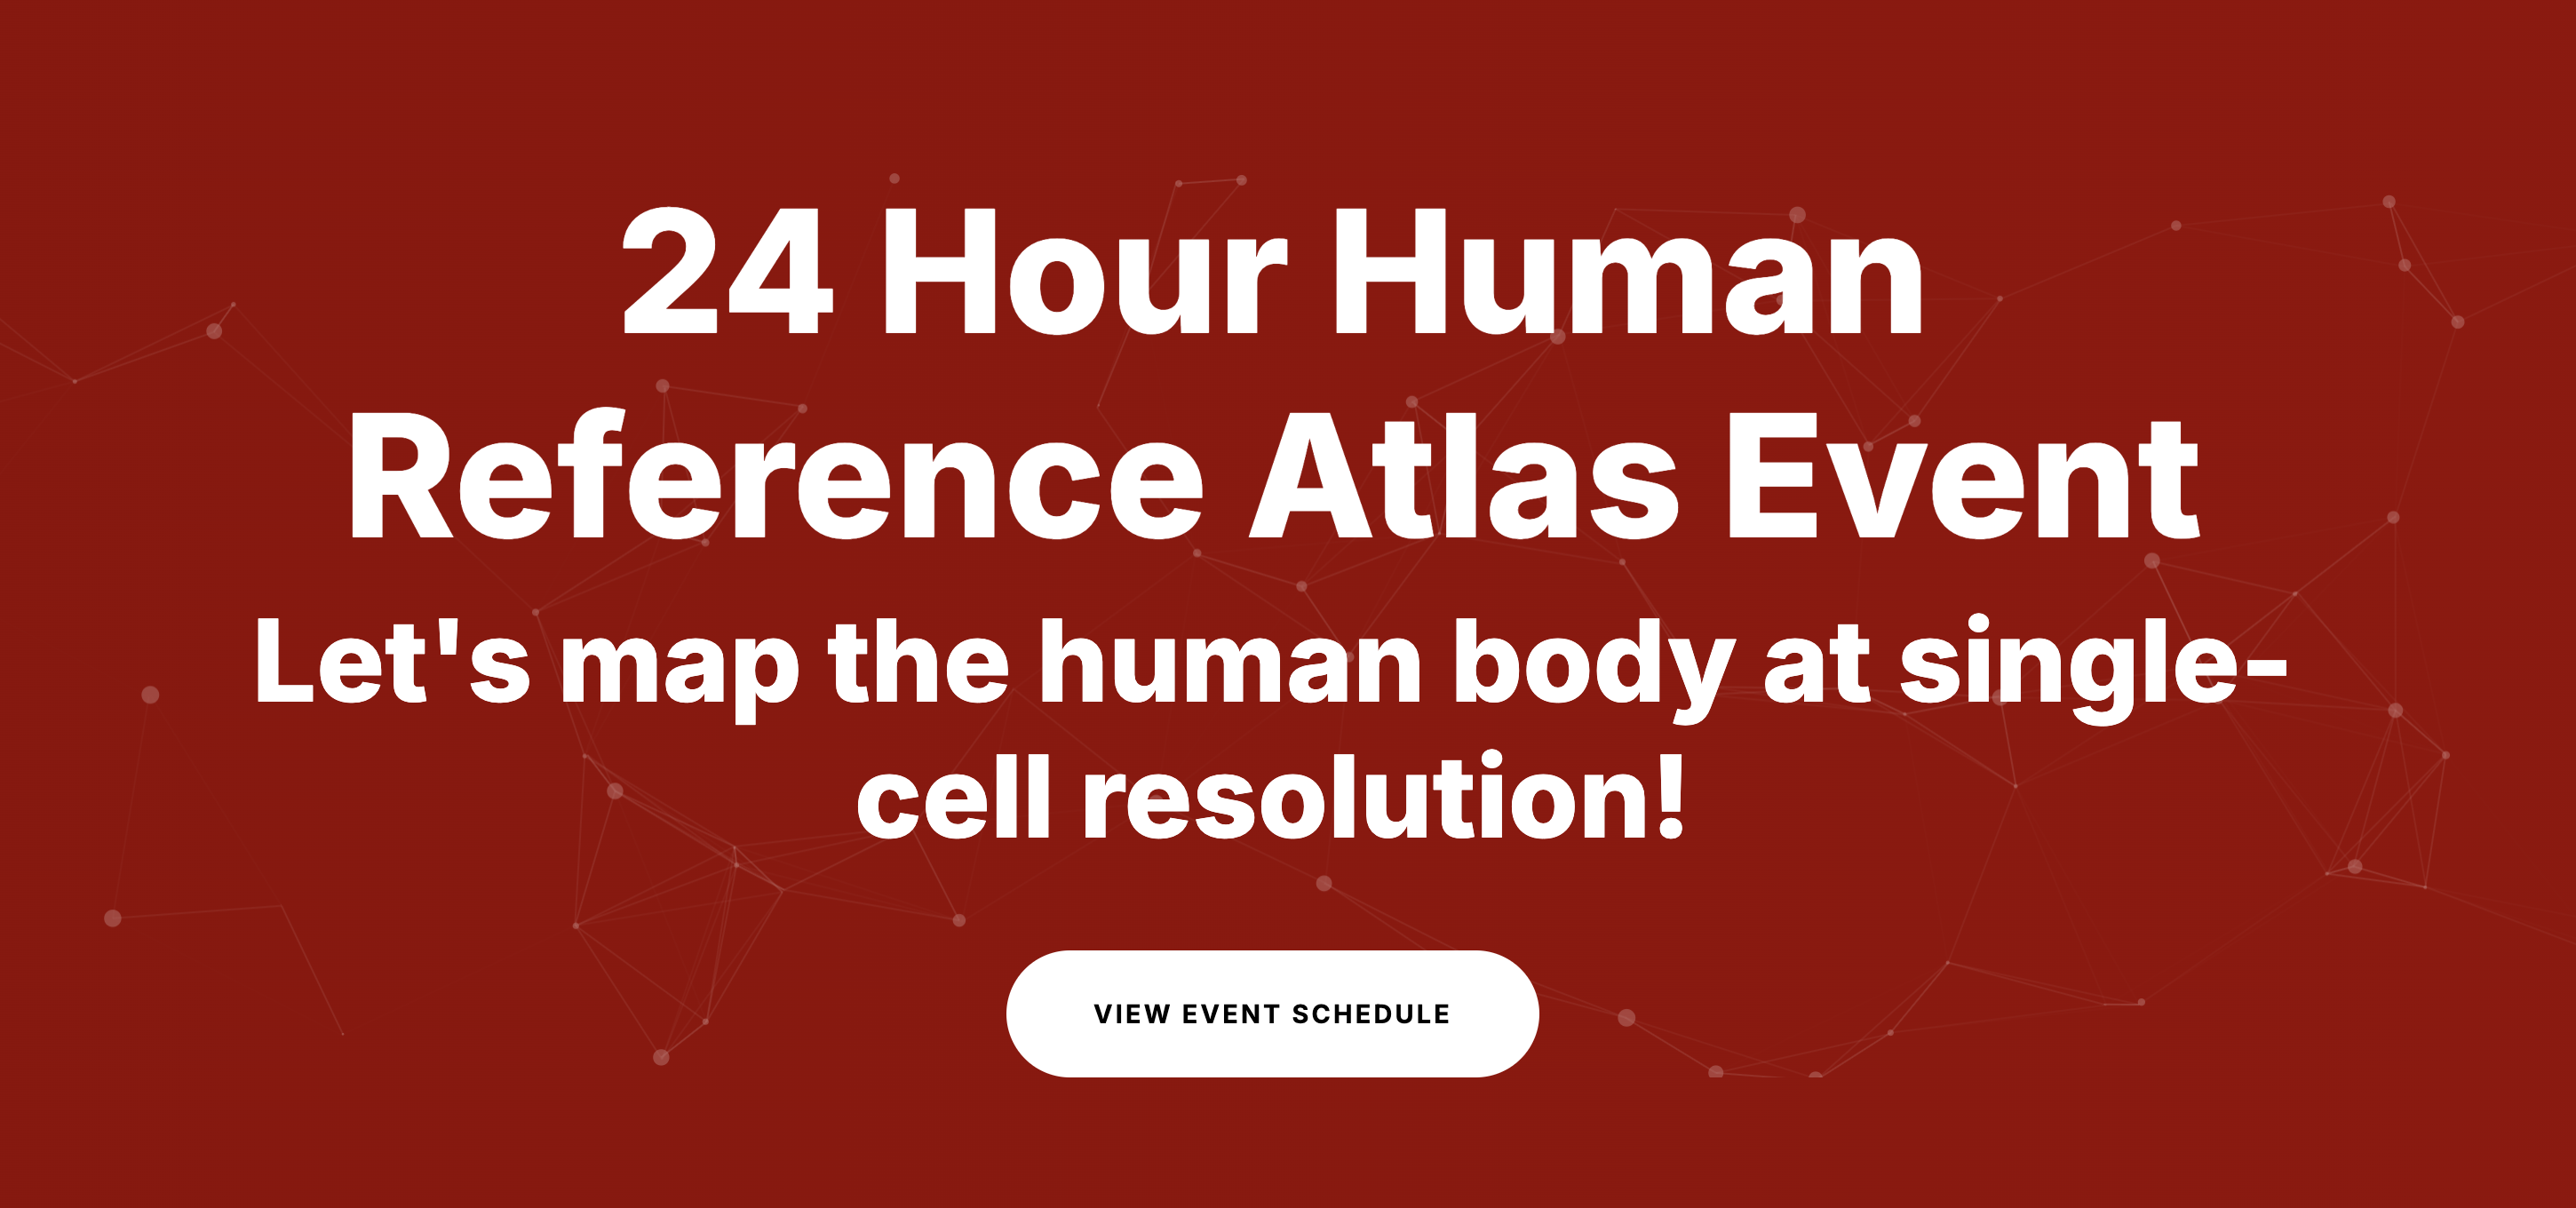 24 Hour Human
Reference Atlas Event
Let's map the human body at single-
cell resolution!
VIEW EVENT SCHEDULE